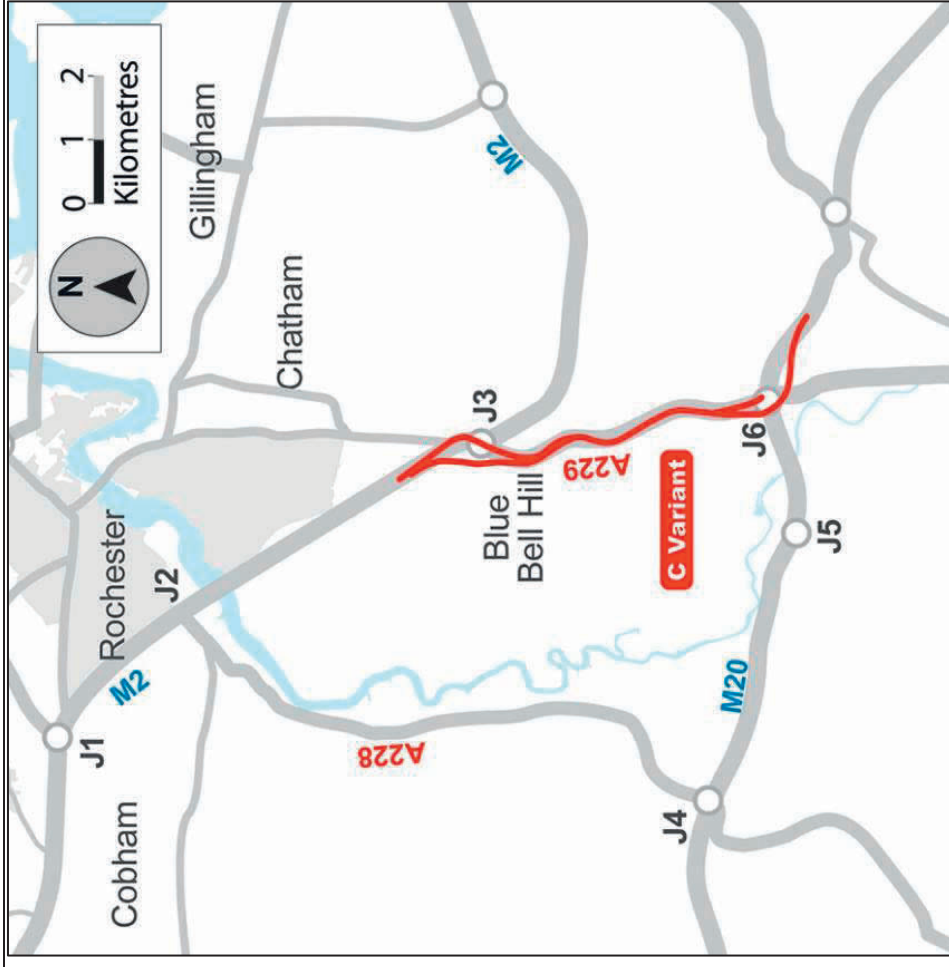 N
0 1 2
Kilometres
Gillingham
Rochester
J1
M2
Cobham
J2
Chatham
A228
J3
M2
Blue
Bell Hill
A229
C Variant
J4
M20
J6
J5